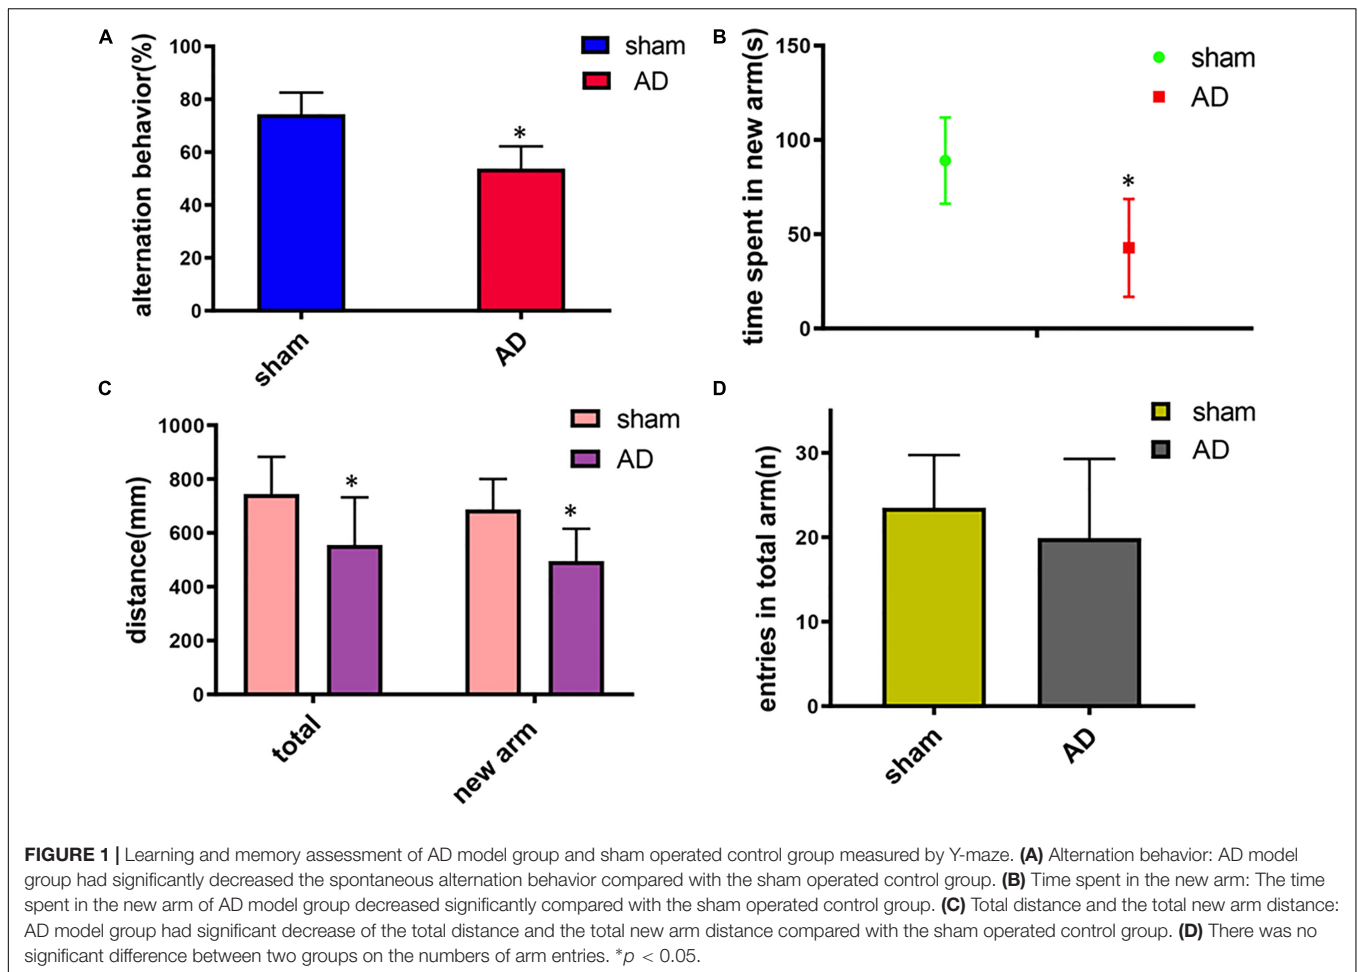 A
alternation behavior(%)
100
80
60
40
20
0
*
sham
AD
sham
AD
B
time spent in new arm(s)
150
100
50
0
*
sham
AD
C
distance(mm)
1000
800
600
400
200
0
*
*
sham
AD
total
new arm
D
entries in total arm(n)
30
20
10
0
sham
AD
sham
AD
FIGURE 1 | Learning and memory assessment of AD model group and sham operated control group measured by Y-maze. (A) Alternation behavior: AD model
group had significantly decreased the spontaneous alternation behavior compared with the sham operated control group. (B) Time spent in the new arm: The time
spent in the new arm of AD model group decreased significantly compared with the sham operated control group. (C) Total distance and the total new arm distance:
AD model group had significant decrease of the total distance and the total new arm distance compared with the sham operated control group. (D) There was no
significant difference between two groups on the numbers of arm entries. *p < 0.05.